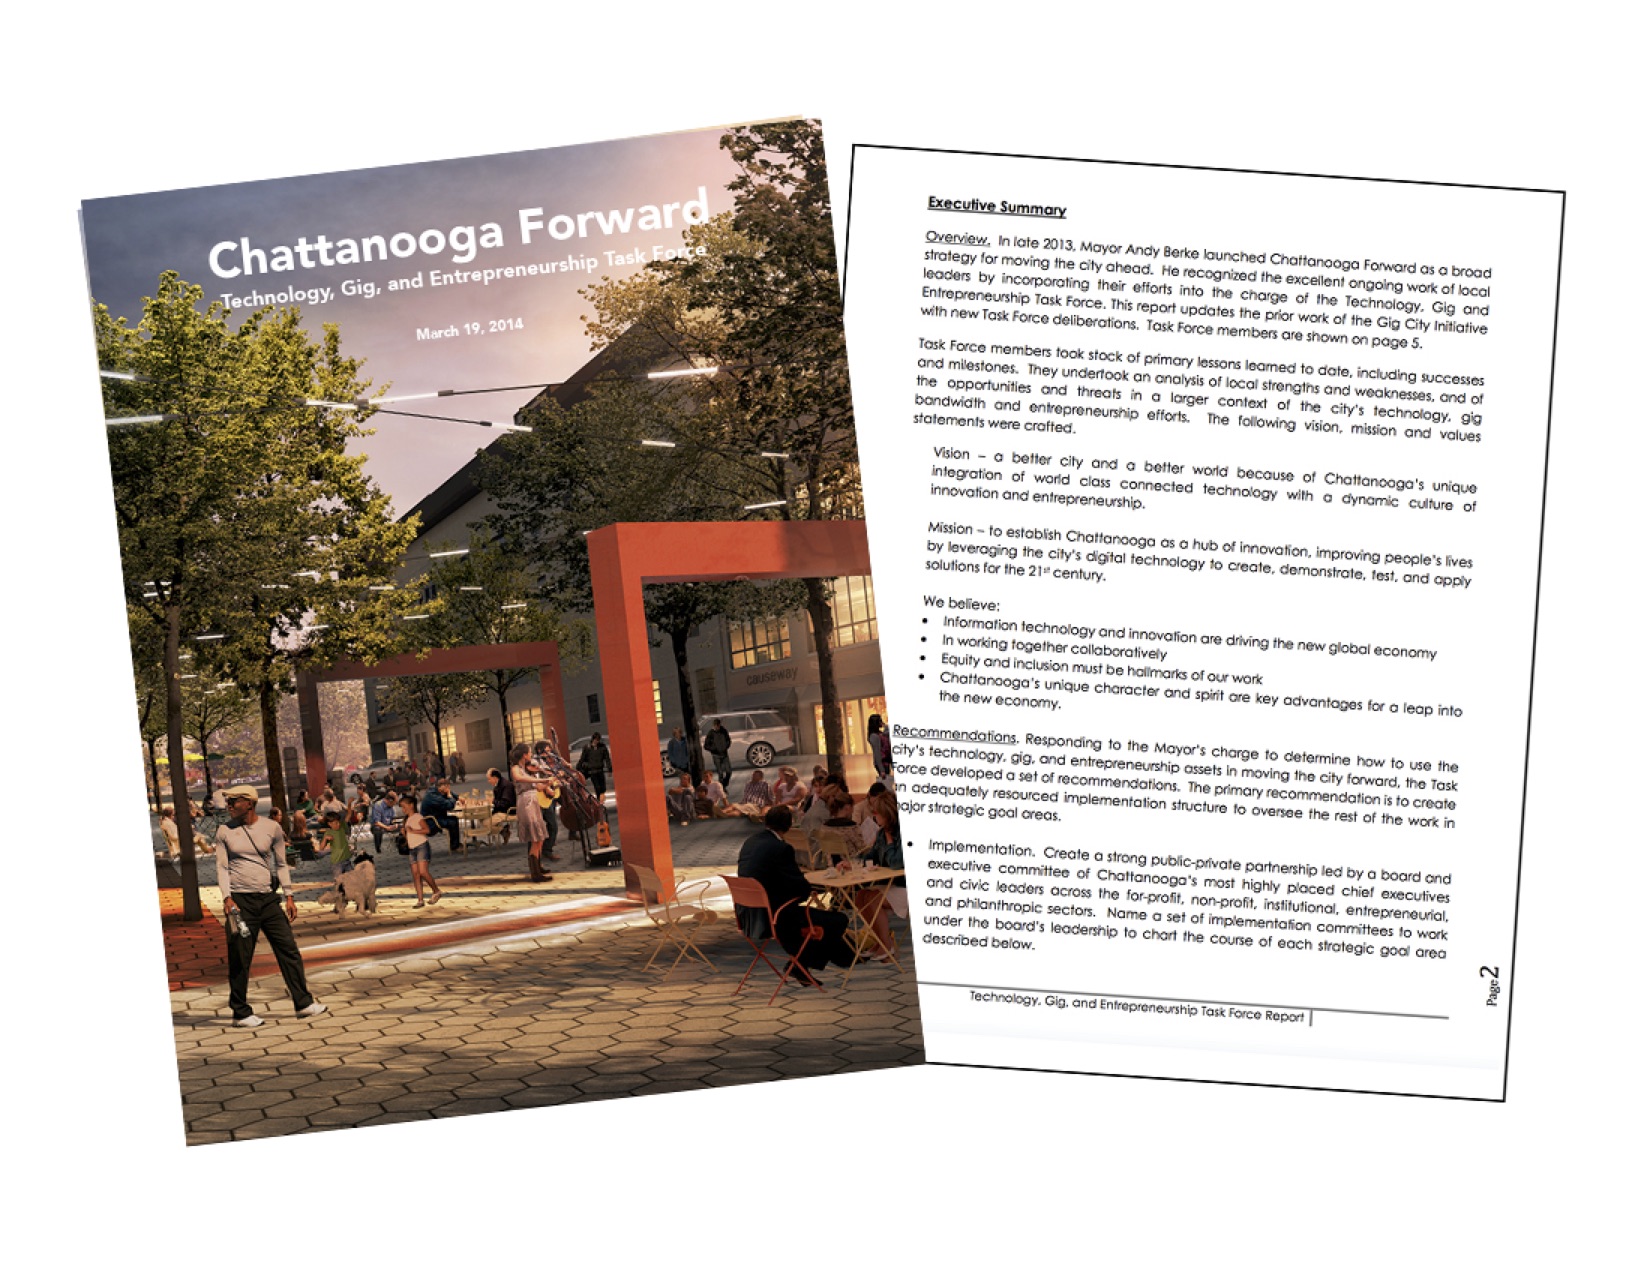 Chattanooga Forward
Technology, Gig, and Entrepreneurship Task Force
March 19, 2014
causeway
Executive Summary
Overview. In late 2013, Mayor Andy Berke launched Chattanooga Forward as a broad
strategy for moving the city ahead. He recognized the excellent ongoing work of local
leaders by incorporating their efforts into the charge of the Technology, Gig and
Entrepreneurship Task Force. This report updates the prior work of the Gig City Initiative
with new Task Force deliberations. Task Force members are shown on page 5.
Task Force members took stock of primary lessons learned to date, including successes
and milestones. They undertook an analysis of local strengths and weaknesses, and of
the opportunities and threats in a larger context of the city's technology, gig
bandwidth and entrepreneurship efforts. The following vision, mission and values
statements were crafted.
Vision – a better city and a better world because of Chattanooga's unique
integration of world class connected technology with a dynamic culture of
innovation and entrepreneurship.
Mission – to establish Chattanooga as a hub of innovation, improving people's lives
by leveraging the city's digital technology to create, demonstrate, test, and apply
solutions for the 21st century.
We believe:
• Information technology and innovation are driving the new global economy
• In working together collaboratively
• Equity and inclusion must be hallmarks of our work
• Chattanooga's unique character and spirit are key advantages for a leap into
the new economy.
Recommendations. Responding to the Mayor's charge to determine how to use the
city's technology, gig, and entrepreneurship assets in moving the city forward, the Task
Force developed a set of recommendations. The primary recommendation is to create
an adequately resourced implementation structure to oversee the rest of the work in
major strategic goal areas.
• Implementation. Create a strong public-private partnership led by a board and
executive committee of Chattanooga's most highly placed chief executives
and civic leaders across the for-profit, non-profit, institutional, entrepreneurial,
and philanthropic sectors. Name a set of implementation committees to work
under the board's leadership to chart the course of each strategic goal area
described below.
Technology, Gig, and Entrepreneurship Task Force Report
Page 2